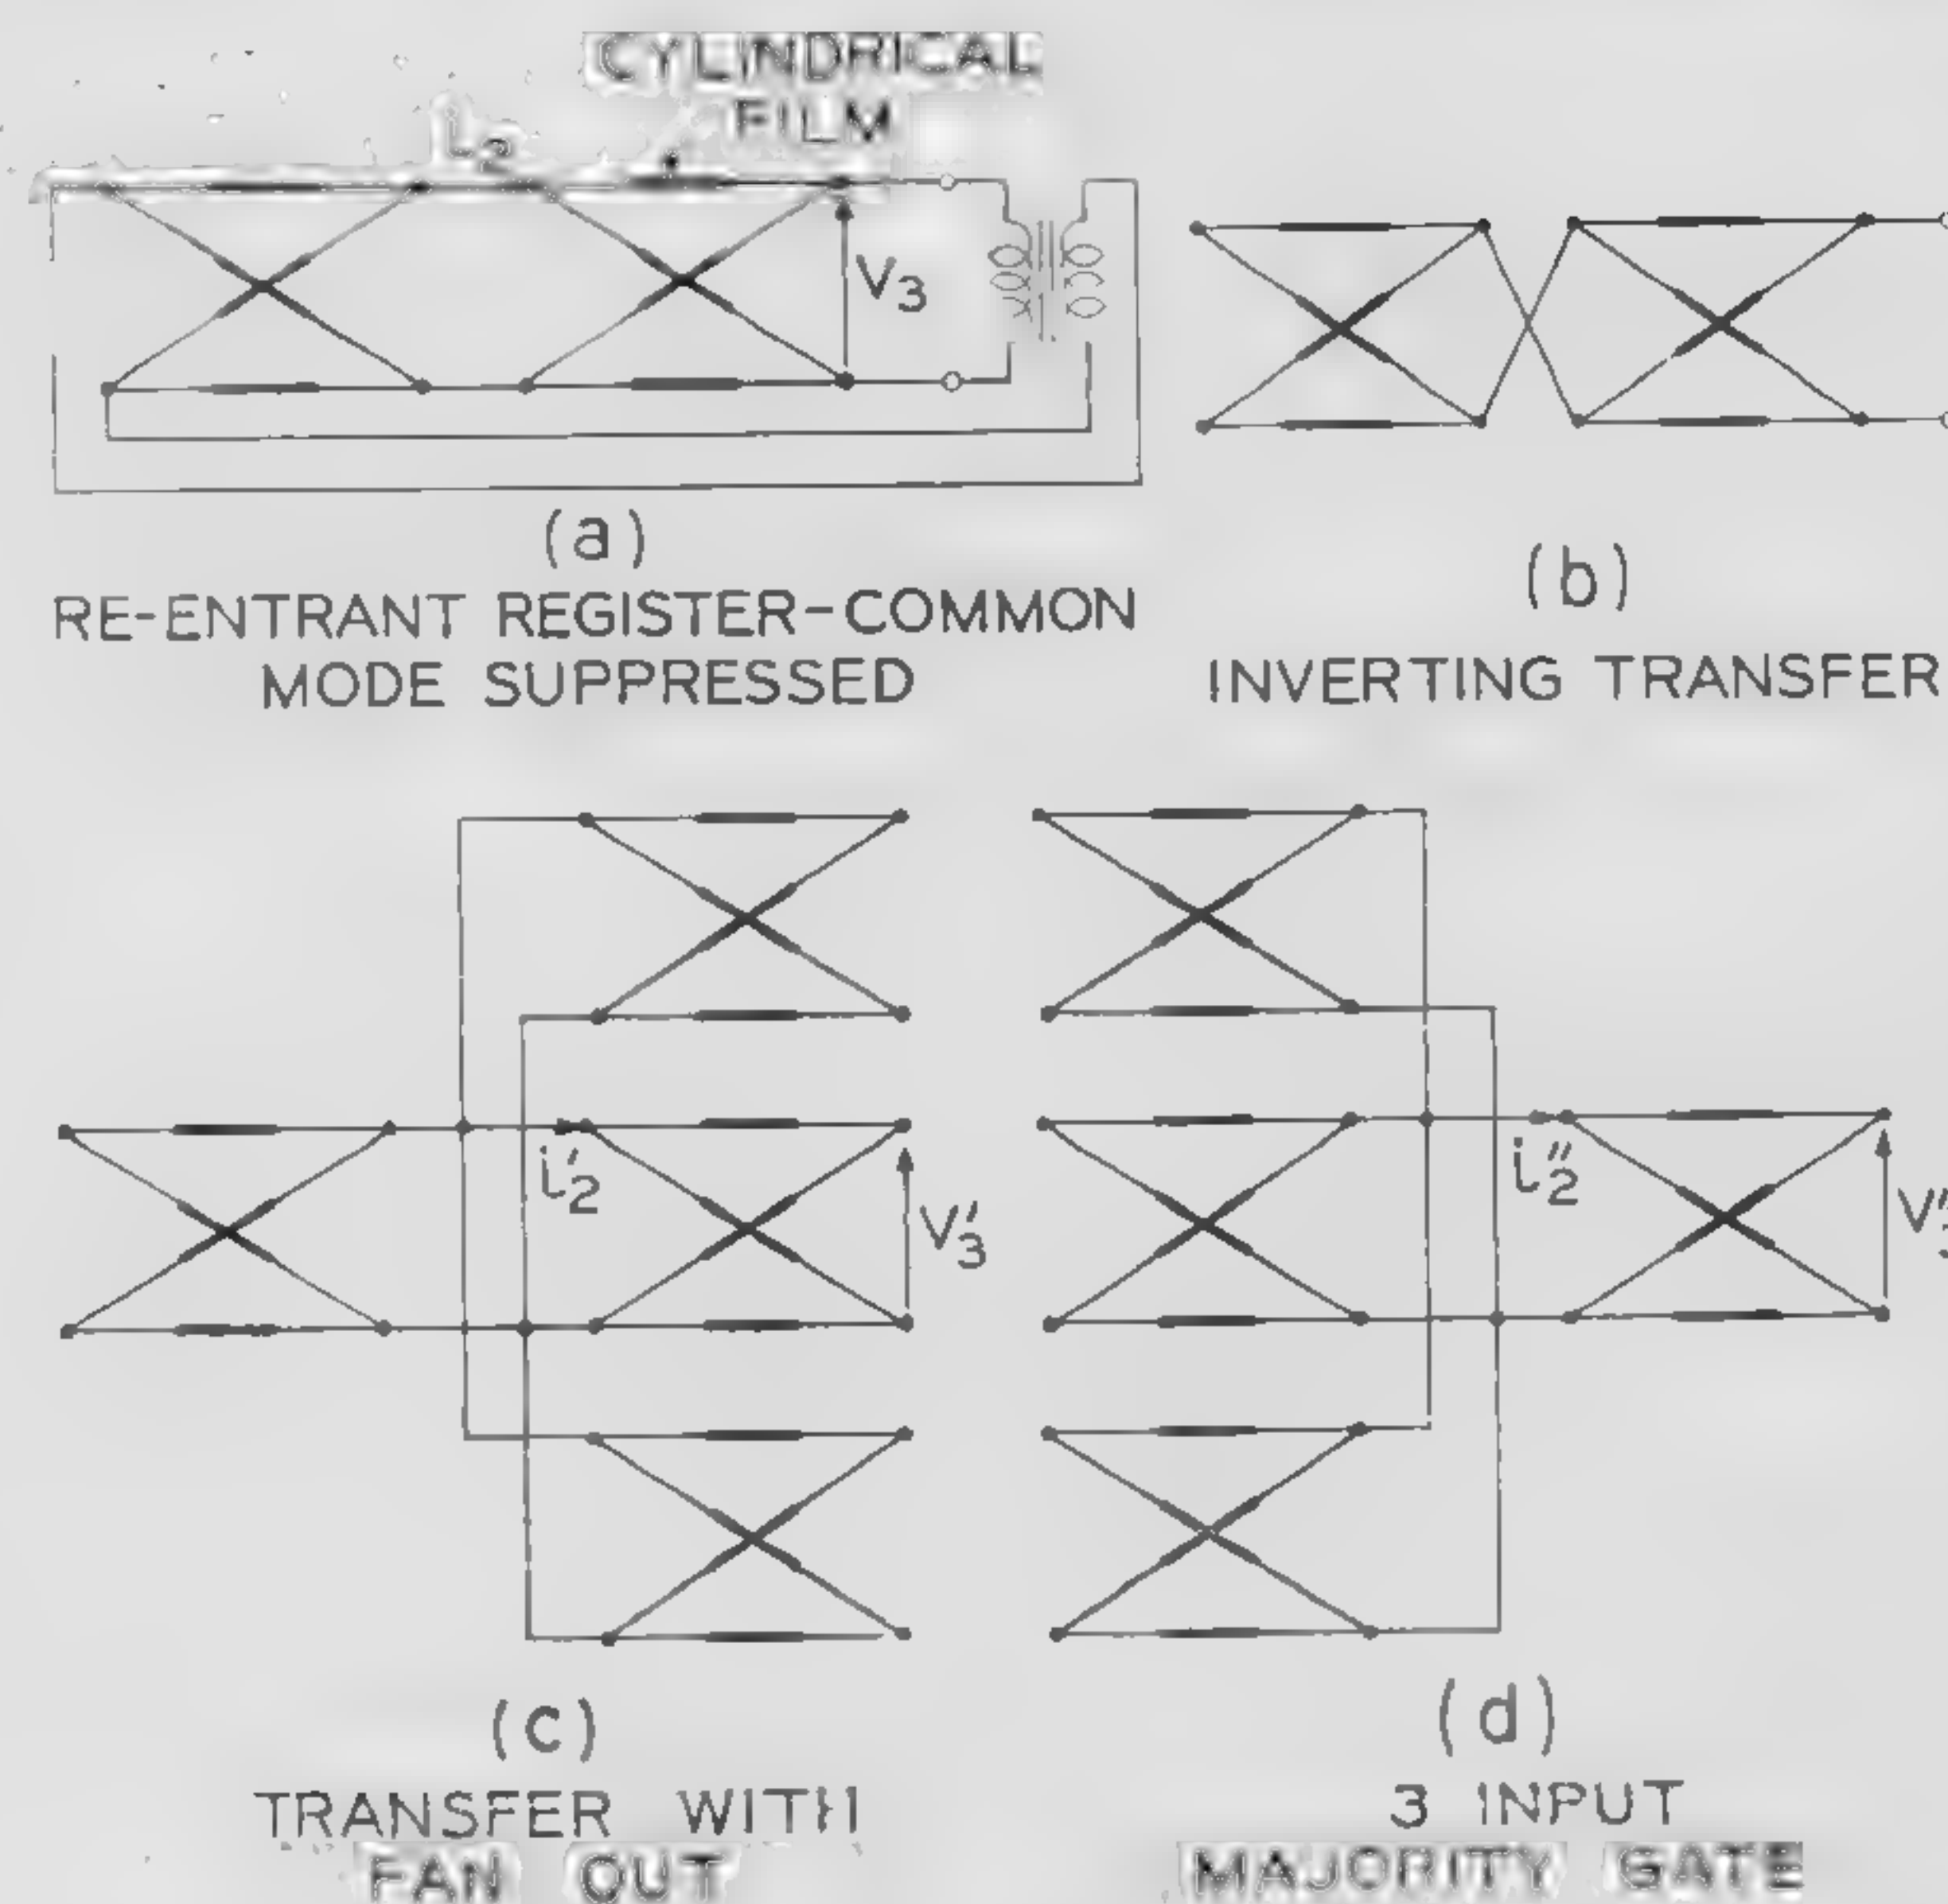 CYLINDRICAL
FILM
L2
V3
(a)
RE-ENTRANT REGISTER-COMMON
MODE SUPPRESSED
(b)
INVERTING TRANSFER
i'2
V'3
i"2
(c)
TRANSFER WITH
FAN OUT
(d)
3 INPUT
MAJORITY GATE